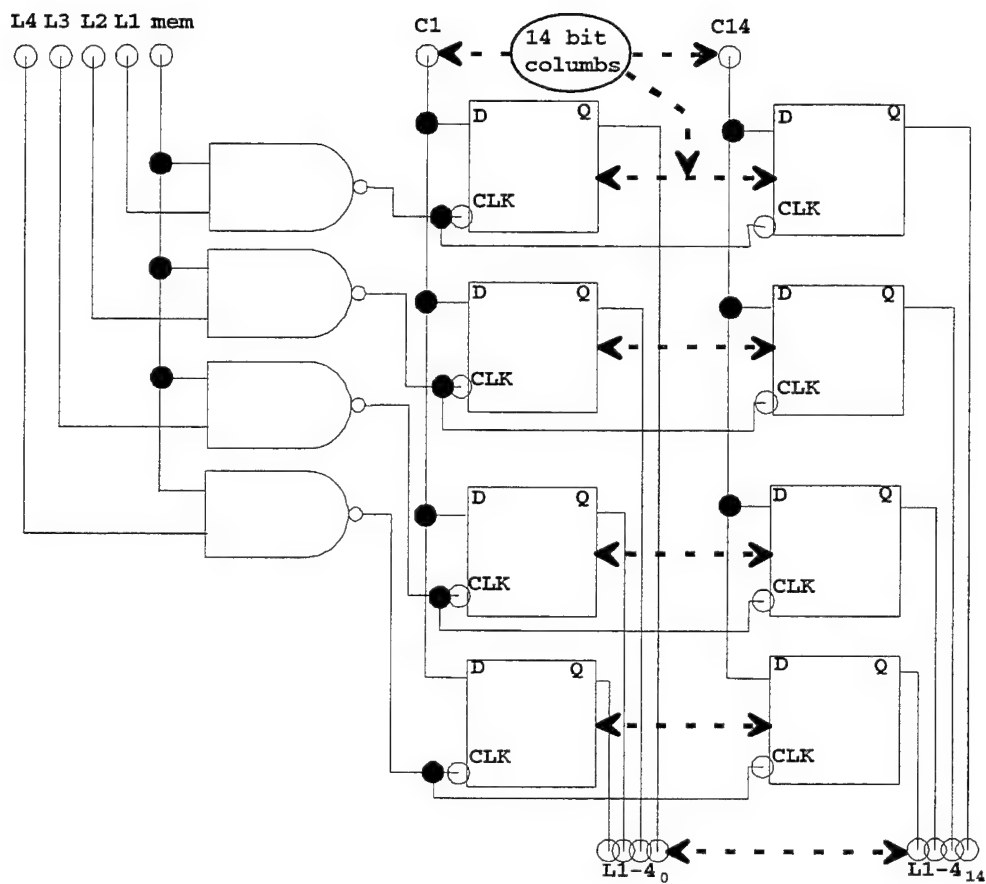 L4 L3 L2 L1 mem
C1
14 bit
columbs
C14
D Q
CLK
D Q
CLK
D Q
CLK
D Q
CLK
D Q
CLK
D Q
CLK
D Q
CLK
D Q
CLK
L1-4₀
L1-4₁₄